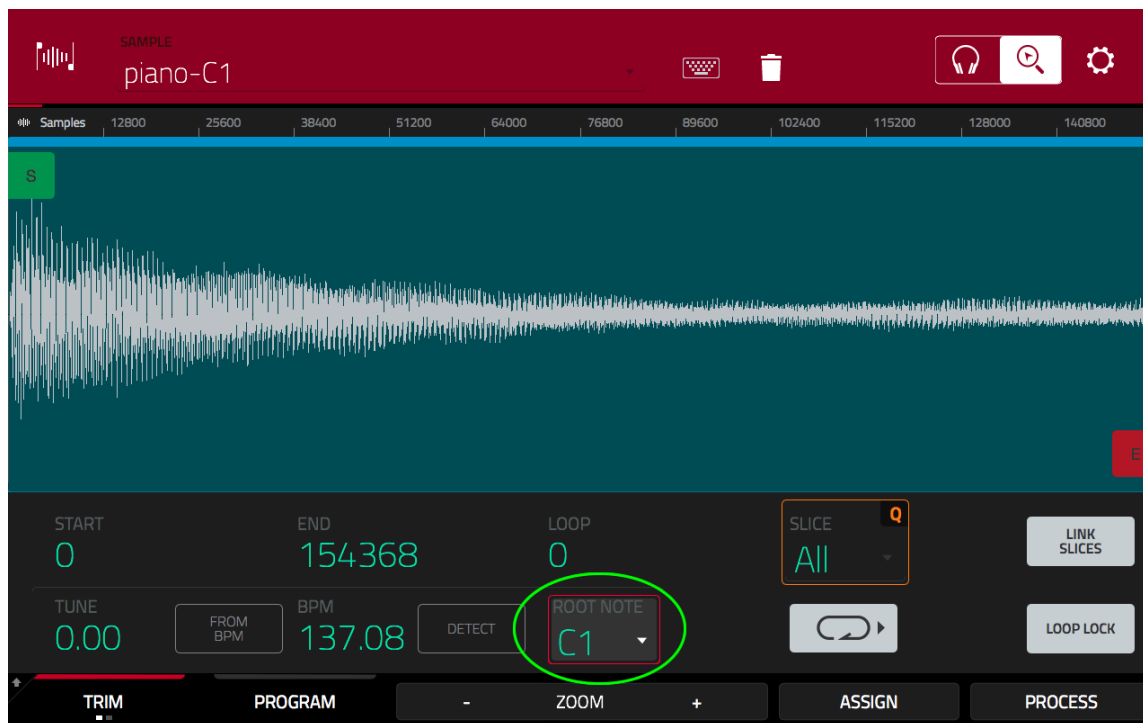 SAMPLE
piano-C1
Samples 12800 25600 38400 51200 64000 76800 89600 102400 115200 128000 140800
S
E
START END LOOP SLICE Q
0 154368 0 All
LINK
SLICES
TUNE BPM ROOT NOTE
0.00 FROM BPM 137.08 DETECT C1
LOOP LOCK
TRIM PROGRAM - ZOOM + ASSIGN PROCESS